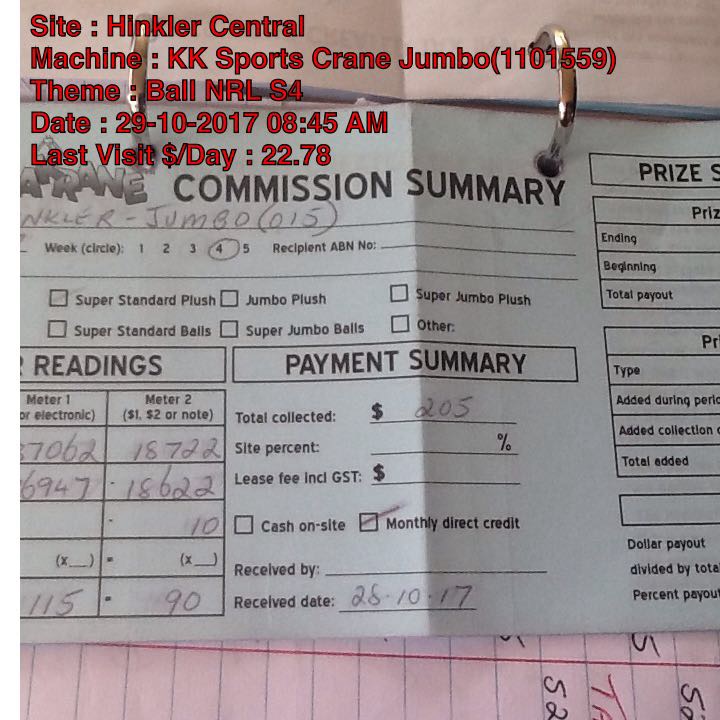 Site : Hinkler Central
Machine : KK Sports Crane Jumbo(1101559)
Theme : Ball NRL S4
Date : 29-10-2017 08:45 AM
Last Visit $/Day : 22.78
COMMISSION SUMMARY
NKLER - JUMBO (015)
Week (circle): 1 2 3 4 5 Recipient ABN No:
Super Standard Plush Jumbo Plush Super Jumbo Plush
Super Standard Balls Super Jumbo Balls Other:
READINGS
Meter 1 Meter 2
or electronic) ($1, $2 or note)
37062 18722
6947 - 18622
- 10
(x__) = (x__)
115 - 90
PAYMENT SUMMARY
Total collected: $ 205
Site percent: %
Lease fee incl GST: $
Cash on-site Monthly direct credit
Received by:
Received date: 28.10.17
PRIZE S
Priz
Ending
Beginning
Total payout
Pri
Type
Added during perio
Added collection
Total added
Dollar payout
divided by tota
Percent payou